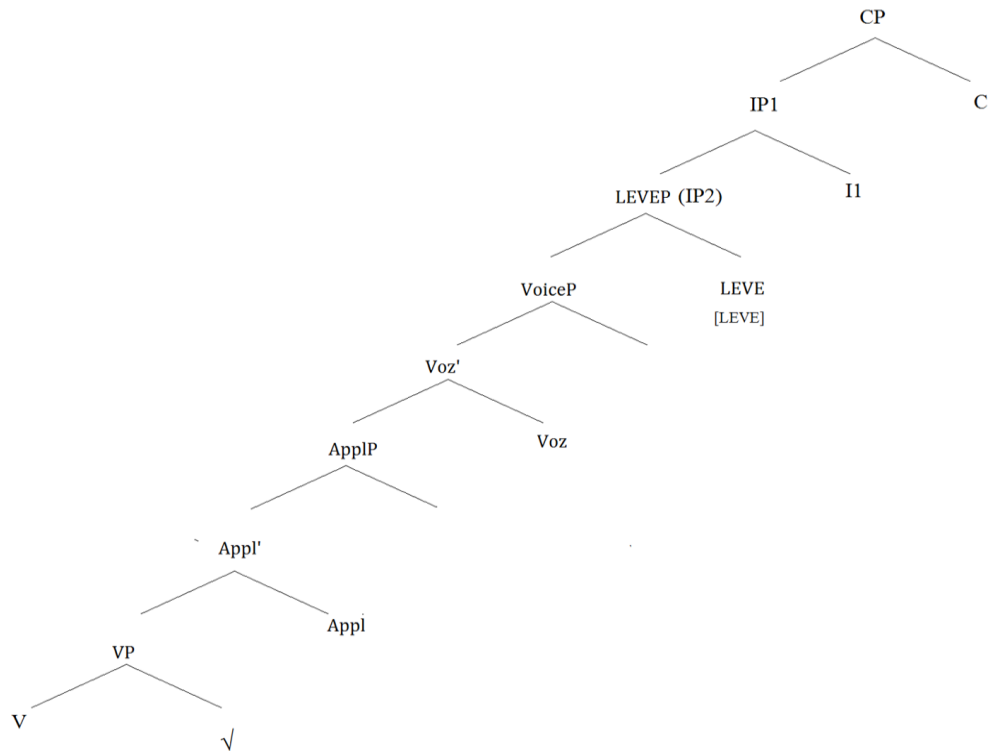 CP
IP1
C
LEVEP (IP2)
I1
VoiceP
LEVE
[LEVE]
Voz'
ApplP
Voz
Appl'
Appl
VP
V
√